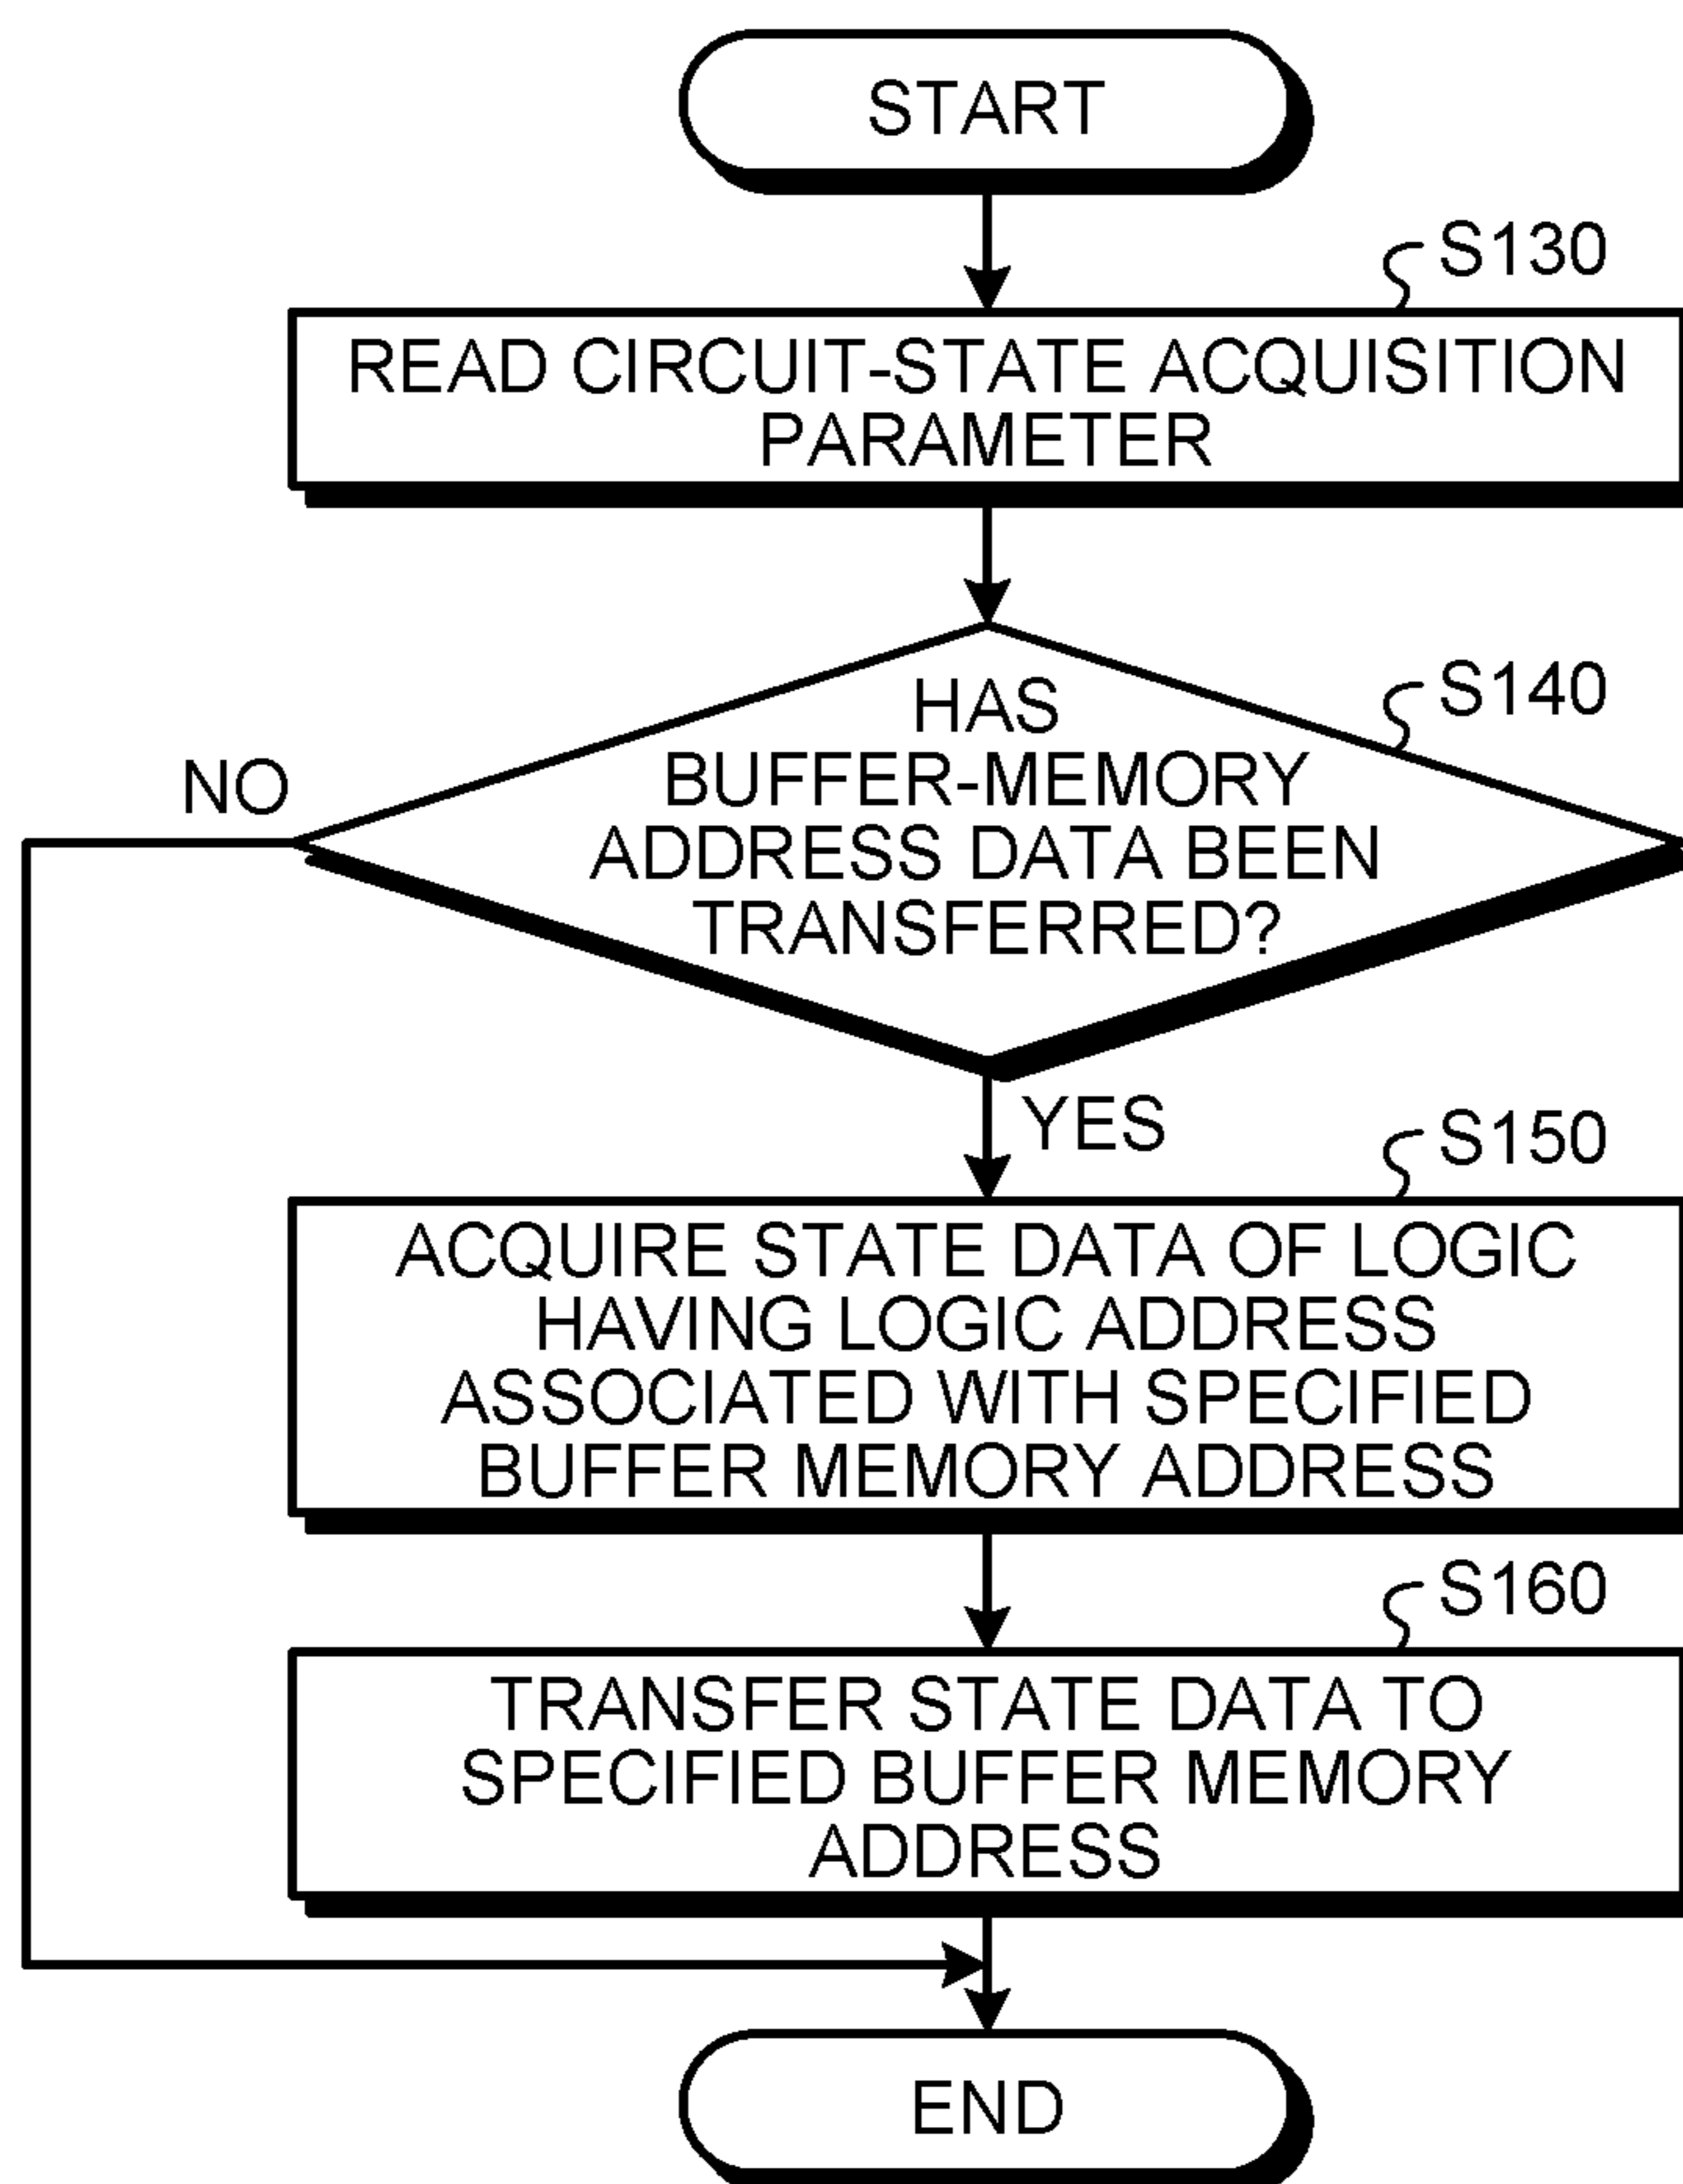 START
S130
READ CIRCUIT-STATE ACQUISITION
PARAMETER
S140
HAS
BUFFER-MEMORY
ADDRESS DATA BEEN
TRANSFERRED?
NO
YES
S150
ACQUIRE STATE DATA OF LOGIC
HAVING LOGIC ADDRESS
ASSOCIATED WITH SPECIFIED
BUFFER MEMORY ADDRESS
S160
TRANSFER STATE DATA TO
SPECIFIED BUFFER MEMORY
ADDRESS
END